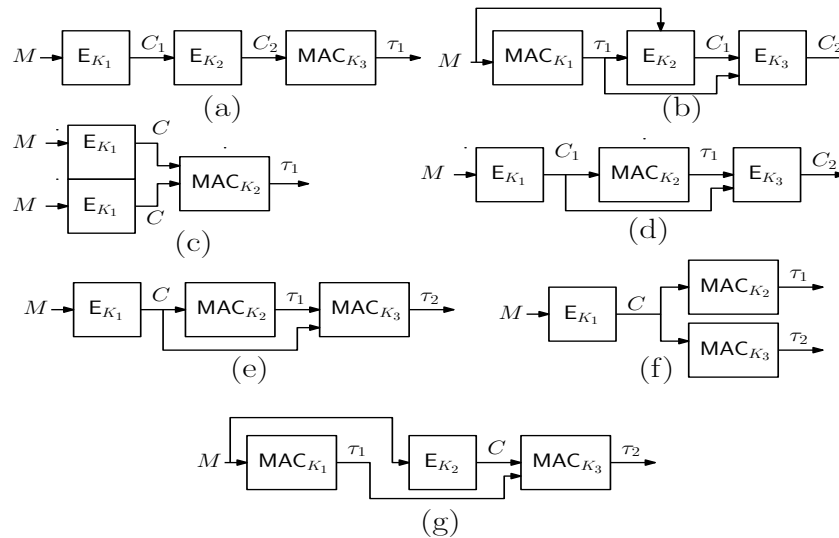 M E_{K_1} C_1 E_{K_2} C_2 MAC_{K_3} τ_1
(a)
M MAC_{K_1} τ_1 E_{K_2} C_1 E_{K_3} C_2
(b)
M E_{K_1} C
M E_{K_1} C
MAC_{K_2} τ_1
(c)
M E_{K_1} C_1 MAC_{K_2} τ_1 E_{K_3} C_2
(d)
M E_{K_1} C MAC_{K_2} τ_1 MAC_{K_3} τ_2
(e)
M E_{K_1} C
MAC_{K_2} τ_1
MAC_{K_3} τ_2
(f)
M MAC_{K_1} τ_1 E_{K_2} C MAC_{K_3} τ_2
(g)